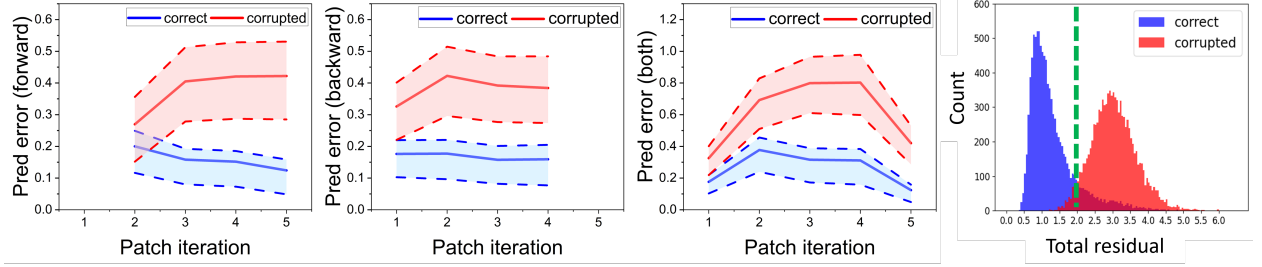 correct corrupted
0.6
0.5
0.4
0.3
0.2
0.1
0.0
Pred error (forward)
1 2 3 4 5
Patch iteration
correct corrupted
0.6
0.5
0.4
0.3
0.2
0.1
0.0
Pred error (backward)
1 2 3 4 5
Patch iteration
correct corrupted
1.2
1.0
0.8
0.6
0.4
0.2
0.0
Pred error (both)
1 2 3 4 5
Patch iteration
correct
corrupted
600
500
400
300
200
100
0
Count
0.0 0.5 1.0 1.5 2.0 2.5 3.0 3.5 4.0 4.5 5.0 5.5 6.0
Total residual